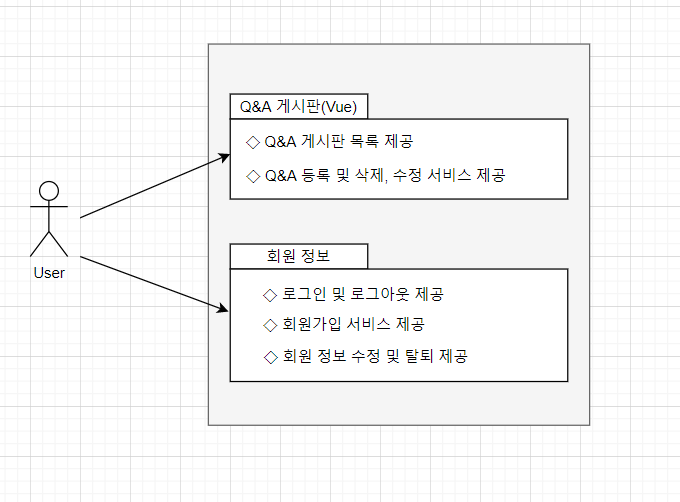 Q&A 게시판(Vue)
◇ Q&A 게시판 목록 제공
◇ Q&A 등록 및 삭제, 수정 서비스 제공
User
회원 정보
◇ 로그인 및 로그아웃 제공
◇ 회원가입 서비스 제공
◇ 회원 정보 수정 및 탈퇴 제공